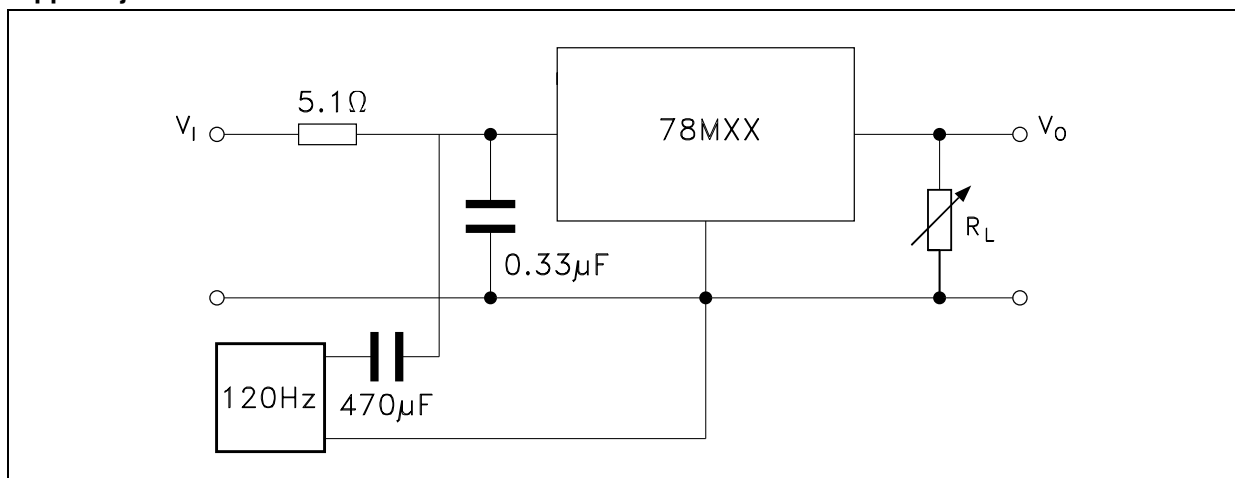 5.1Ω
V_I
78MXX
V_O
R_L
0.33µF
120Hz
470µF